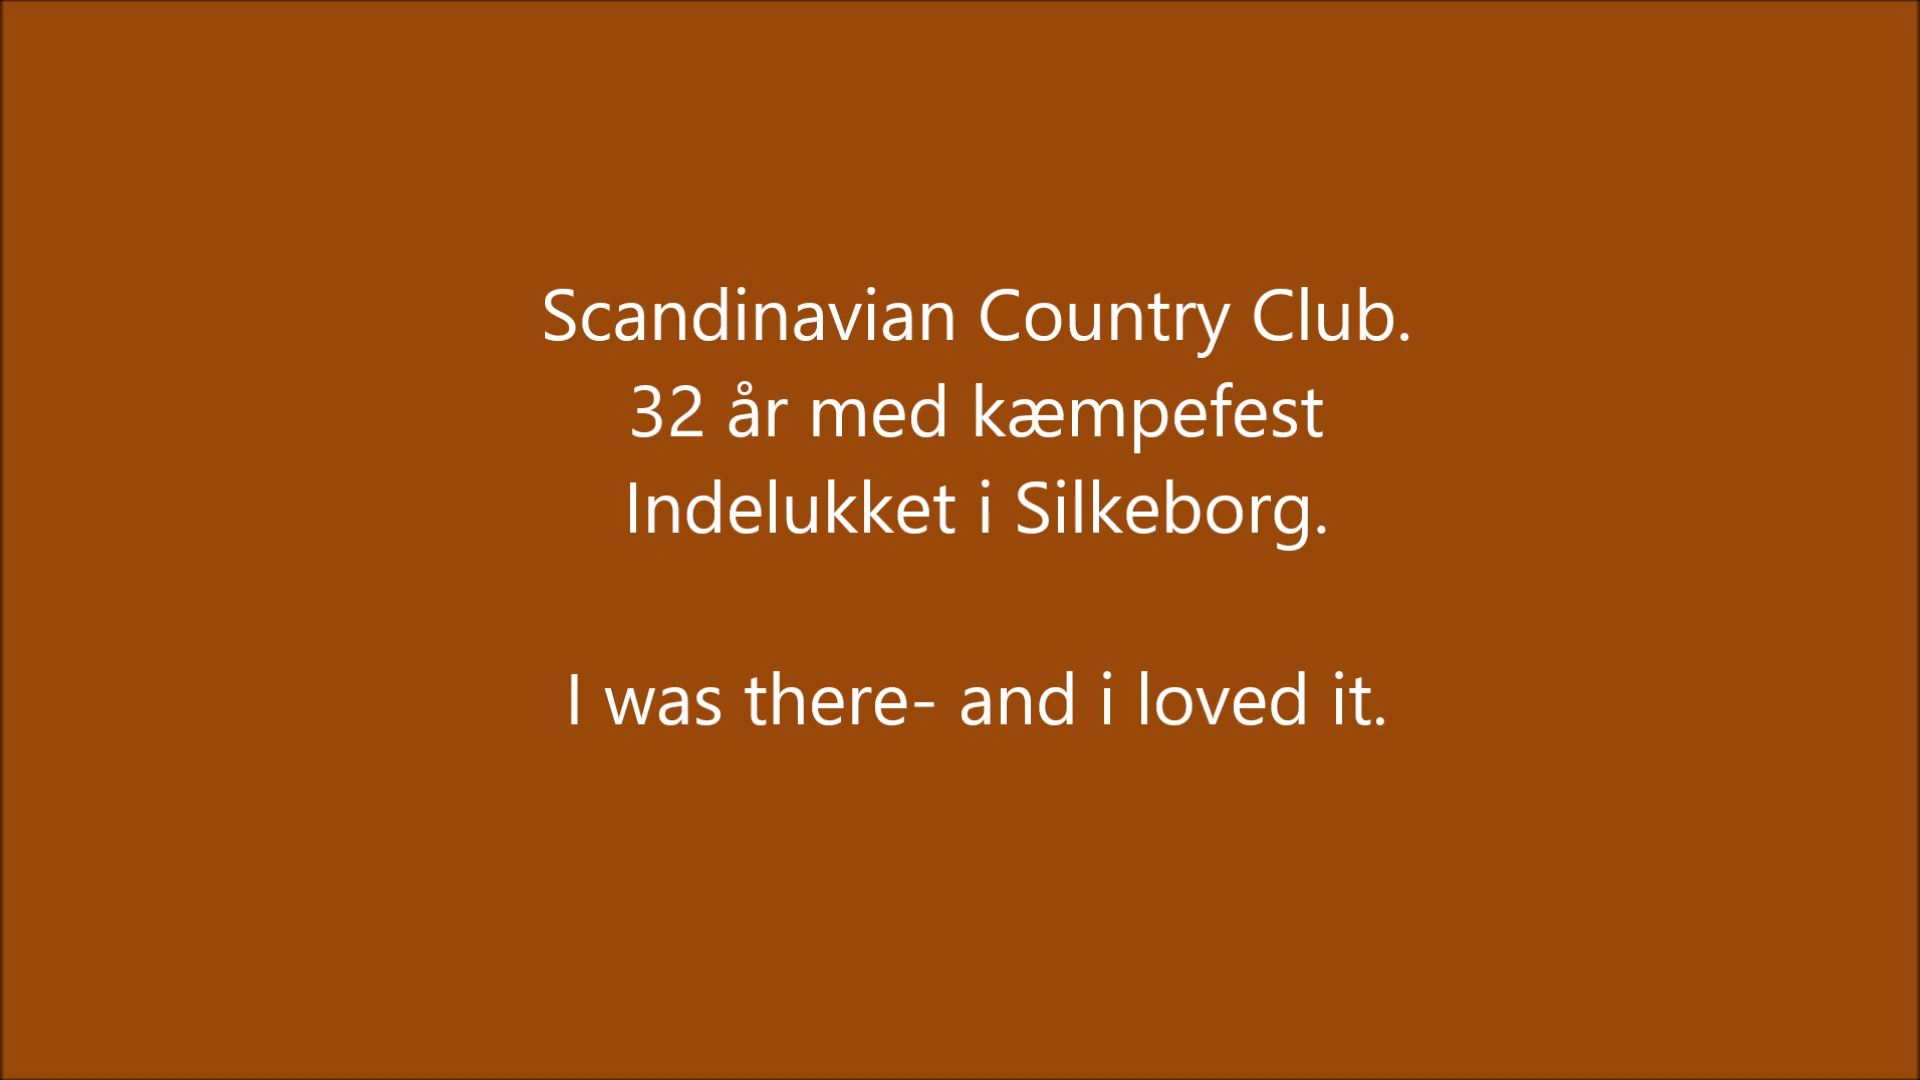 Scandinavian Country Club.
32 år med kæmpefest
Indelukket i Silkeborg.
I was there- and i loved it.